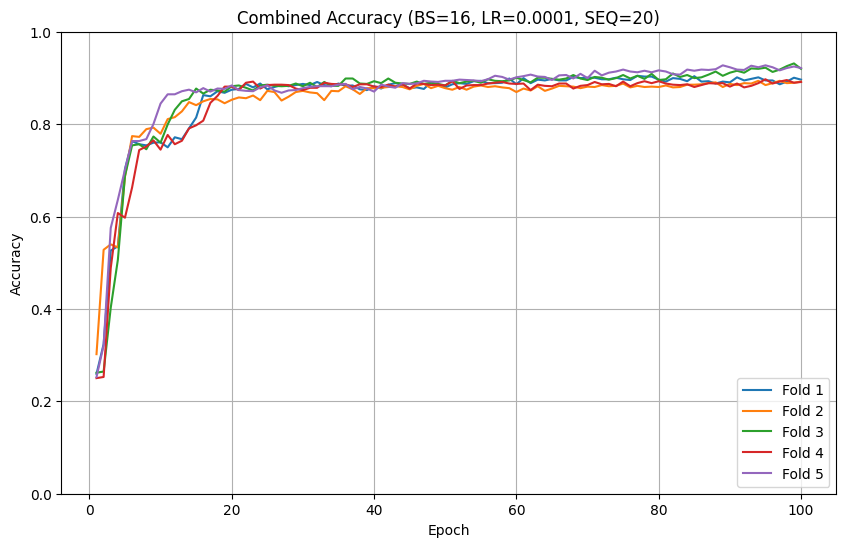 Combined Accuracy (BS=16, LR=0.0001, SEQ=20)
Accuracy
1.0
0.8
0.6
0.4
0.2
0.0
0 20 40 60 80 100
Epoch
Fold 1
Fold 2
Fold 3
Fold 4
Fold 5